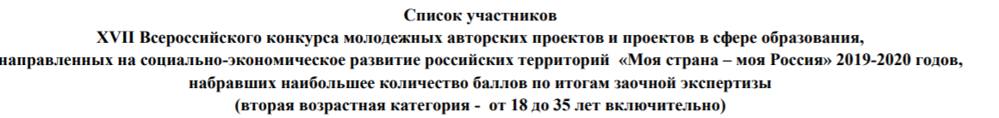 Список участников
XVII Всероссийского конкурса молодежных авторских проектов и проектов в сфере образования,
направленных на социально-экономическое развитие российских территорий «Моя страна – моя Россия» 2019-2020 годов,
набравших наибольшее количество баллов по итогам заочной экспертизы
(вторая возрастная категория - от 18 до 35 лет включительно)